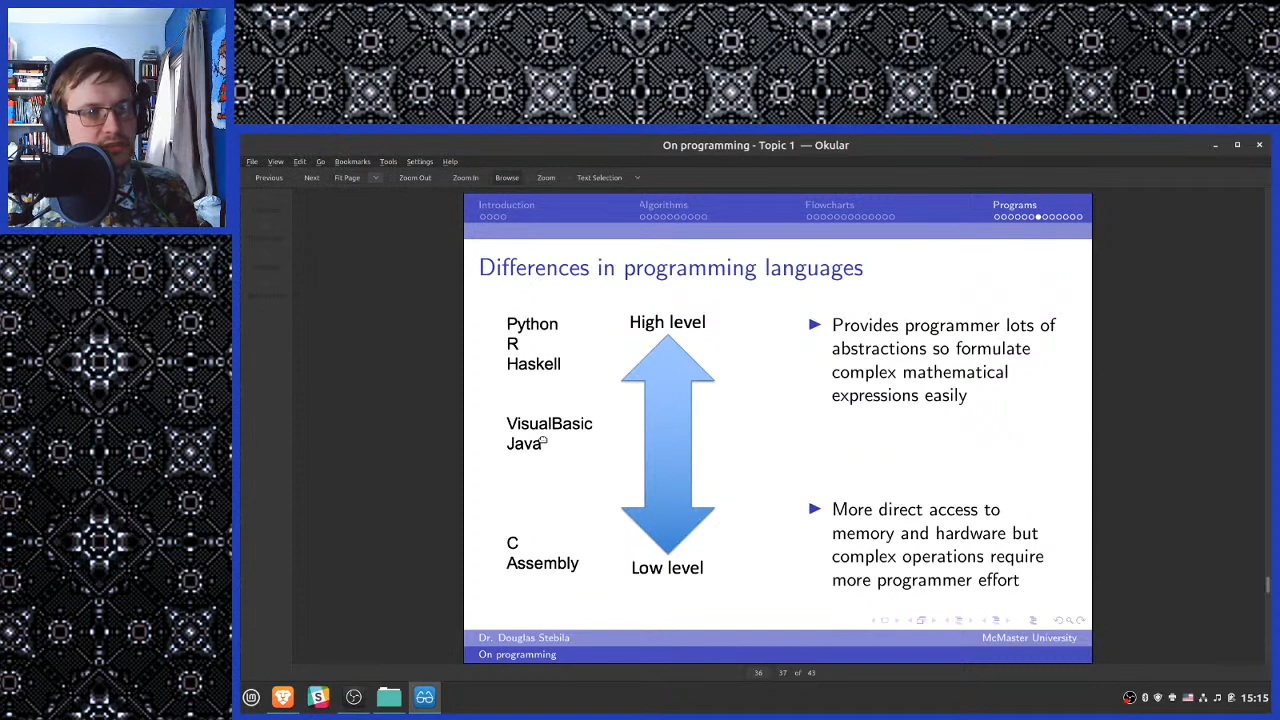 On programming - Topic 1 — Okular
File View Edit Go Bookmarks Tools Settings Help
Previous Next Fit Page Zoom Out Zoom In Browse Zoom Text Selection
Introduction Algorithms Flowcharts Programs
Differences in programming languages
Python
R
Haskell
VisualBasic
Java
C
Assembly
High level
Low level
Provides programmer lots of
abstractions so formulate
complex mathematical
expressions easily
More direct access to
memory and hardware but
complex operations require
more programmer effort
Dr. Douglas Stebila McMaster University
On programming
36 37 of 43
15:15